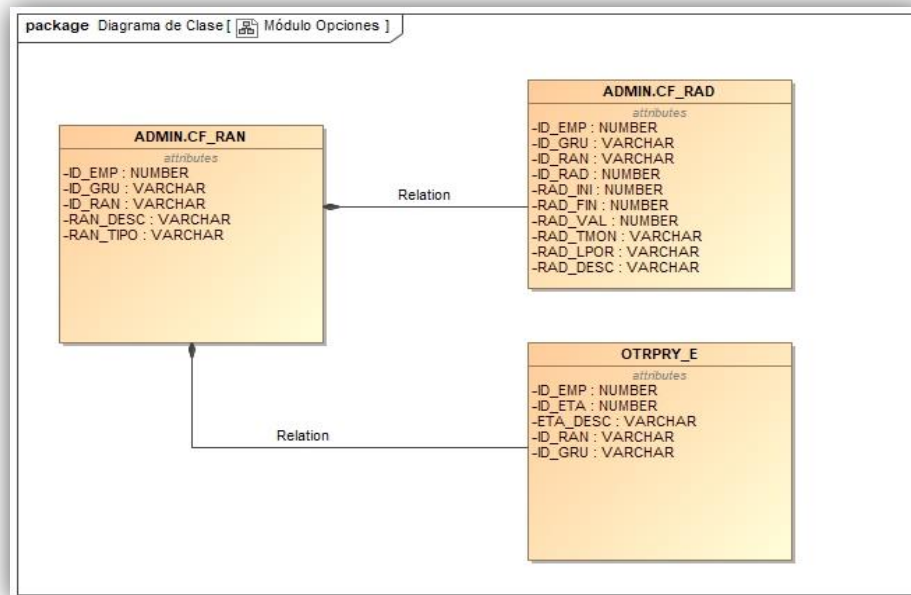 package Diagrama de Clase [ Módulo Opciones ]
ADMIN.CF_RAN
attributes
-ID_EMP : NUMBER
-ID_GRU : VARCHAR
-ID_RAN : VARCHAR
-RAN_DESC : VARCHAR
-RAN_TIPO : VARCHAR
Relation
ADMIN.CF_RAD
attributes
-ID_EMP : NUMBER
-ID_GRU : VARCHAR
-ID_RAN : VARCHAR
-ID_RAD : NUMBER
-RAD_INI : NUMBER
-RAD_FIN : NUMBER
-RAD_VAL : NUMBER
-RAD_TMON : VARCHAR
-RAD_LPOR : VARCHAR
-RAD_DESC : VARCHAR
Relation
OTRPRY_E
attributes
-ID_EMP : NUMBER
-ID_ETA : NUMBER
-ETA_DESC : VARCHAR
-ID_RAN : VARCHAR
-ID_GRU : VARCHAR